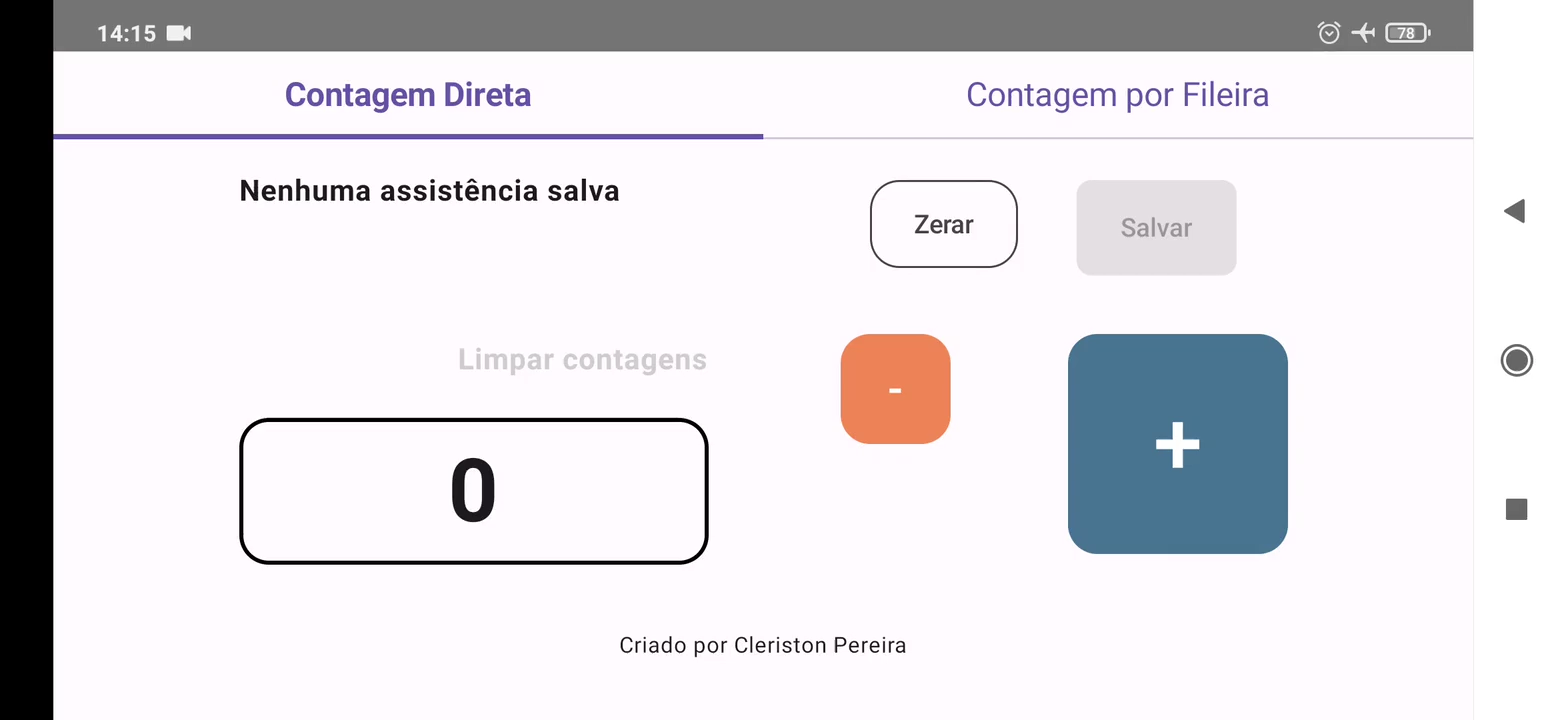 14:15
78
Contagem Direta
Contagem por Fileira
Nenhuma assistência salva
Zerar
Salvar
Limpar contagens
-
+
0
Criado por Cleriston Pereira